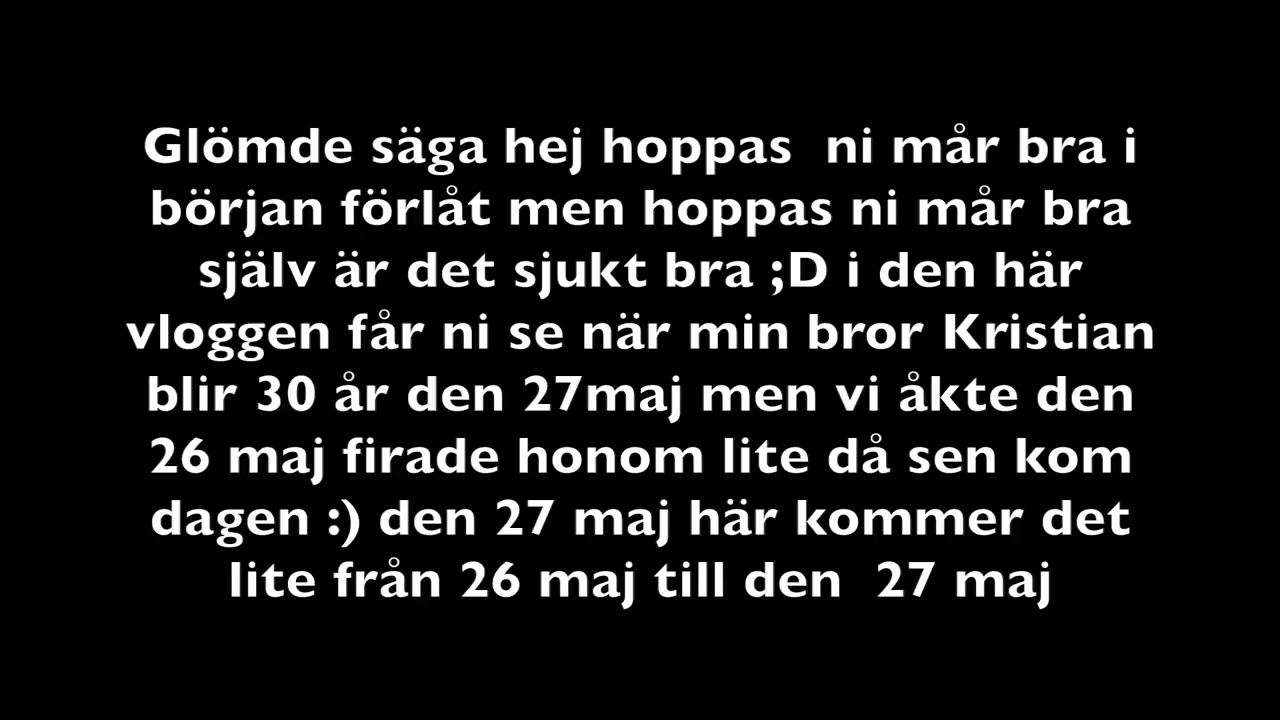 Glömde säga hej hoppas  ni mår bra i
början förlåt men hoppas ni mår bra
själv är det sjukt bra ;D i den här
vloggen får ni se när min bror Kristian
blir 30 år den 27maj men vi åkte den
26 maj firade honom lite då sen kom
dagen :) den 27 maj här kommer det
lite från 26 maj till den  27 maj